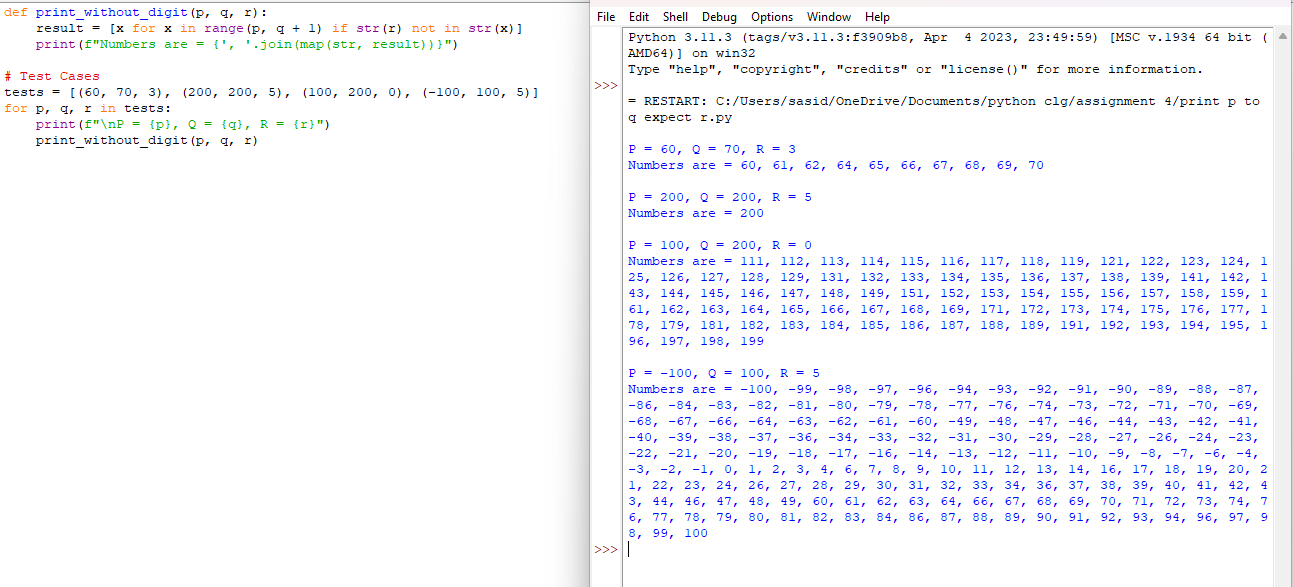 def print_without_digit(p, q, r):
    result = [x for x in range(p, q + 1) if str(r) not in str(x)]
    print(f"Numbers are = {', '.join(map(str, result))}")
# Test Cases
tests = [(60, 70, 3), (200, 200, 5), (100, 200, 0), (-100, 100, 5)]
for p, q, r in tests:
    print(f"\nP = {p}, Q = {q}, R = {r}")
    print_without_digit(p, q, r)
File Edit Shell Debug Options Window Help
Python 3.11.3 (tags/v3.11.3:f3909b8, Apr  4 2023, 23:49:59) [MSC v.1934 64 bit (
AMD64)] on win32
Type "help", "copyright", "credits" or "license()" for more information.
>>>
= RESTART: C:/Users/sasid/OneDrive/Documents/python clg/assignment 4/print p to
q expect r.py
P = 60, Q = 70, R = 3
Numbers are = 60, 61, 62, 64, 65, 66, 67, 68, 69, 70
P = 200, Q = 200, R = 5
Numbers are = 200
P = 100, Q = 200, R = 0
Numbers are = 111, 112, 113, 114, 115, 116, 117, 118, 119, 121, 122, 123, 124, 1
25, 126, 127, 128, 129, 131, 132, 133, 134, 135, 136, 137, 138, 139, 141, 142, 1
43, 144, 145, 146, 147, 148, 149, 151, 152, 153, 154, 155, 156, 157, 158, 159, 1
61, 162, 163, 164, 165, 166, 167, 168, 169, 171, 172, 173, 174, 175, 176, 177, 1
78, 179, 181, 182, 183, 184, 185, 186, 187, 188, 189, 191, 192, 193, 194, 195, 1
96, 197, 198, 199
P = -100, Q = 100, R = 5
Numbers are = -100, -99, -98, -97, -96, -94, -93, -92, -91, -90, -89, -88, -87,
-86, -84, -83, -82, -81, -80, -79, -78, -77, -76, -74, -73, -72, -71, -70, -69,
-68, -67, -66, -64, -63, -62, -61, -60, -49, -48, -47, -46, -44, -43, -42, -41,
-40, -39, -38, -37, -36, -34, -33, -32, -31, -30, -29, -28, -27, -26, -24, -23,
-22, -21, -20, -19, -18, -17, -16, -14, -13, -12, -11, -10, -9, -8, -7, -6, -4,
-3, -2, -1, 0, 1, 2, 3, 4, 6, 7, 8, 9, 10, 11, 12, 13, 14, 16, 17, 18, 19, 20, 2
1, 22, 23, 24, 26, 27, 28, 29, 30, 31, 32, 33, 34, 36, 37, 38, 39, 40, 41, 42, 4
3, 44, 46, 47, 48, 49, 60, 61, 62, 63, 64, 66, 67, 68, 69, 70, 71, 72, 73, 74, 7
6, 77, 78, 79, 80, 81, 82, 83, 84, 86, 87, 88, 89, 90, 91, 92, 93, 94, 96, 97, 9
8, 99, 100
>>>